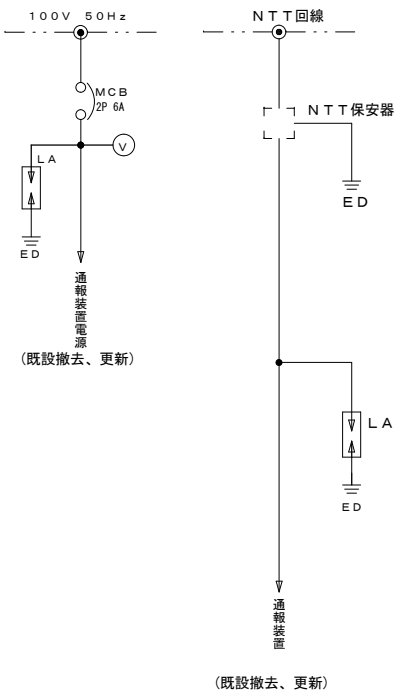 100V 50Hz
MCB
2P 6A
V
LA
ED
通報装置電源
(既設撤去、更新)
NTT回線
NTT保安器
ED
LA
ED
通報装置
(既設撤去、更新)